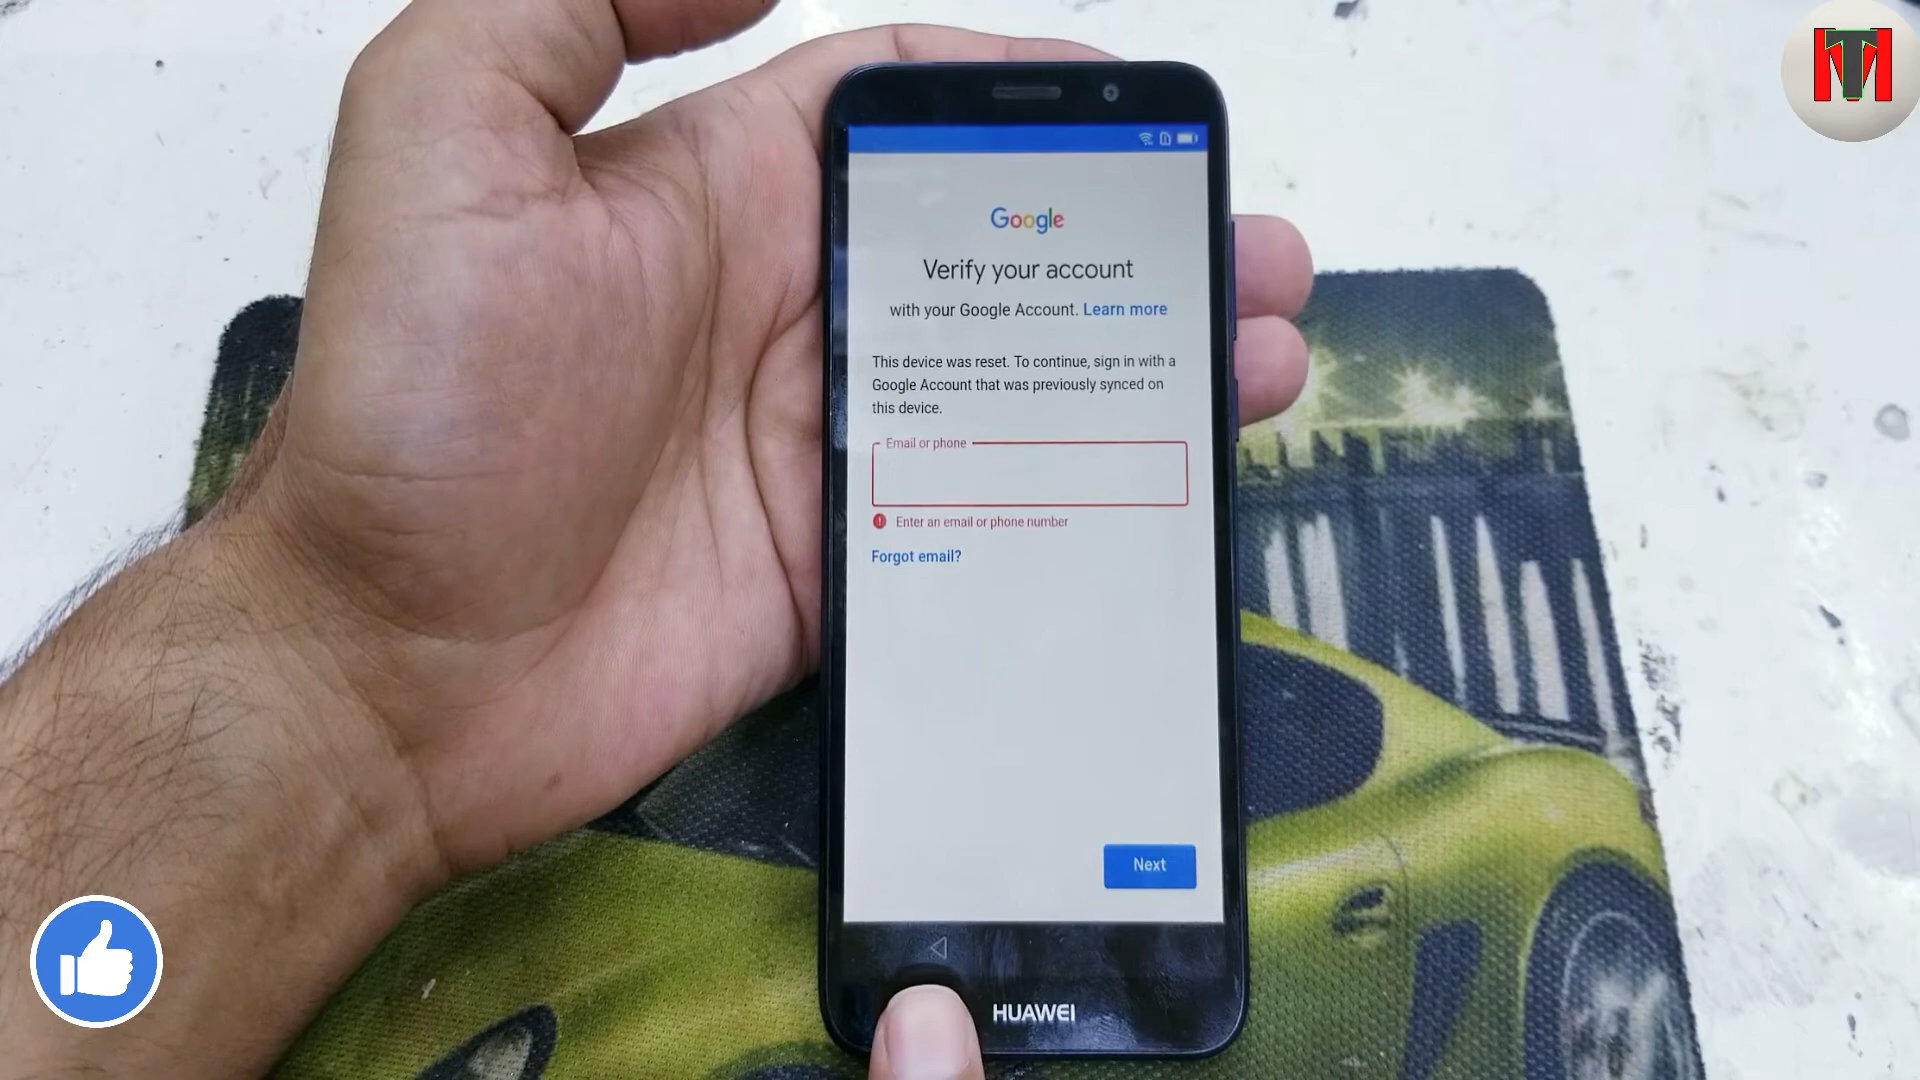 Google
Verify your account
with your Google Account. Learn more
This device was reset. To continue, sign in with a
Google Account that was previously synced on
this device.
Email or phone
Enter an email or phone number
Forgot email?
Next
HUAWEI
MT